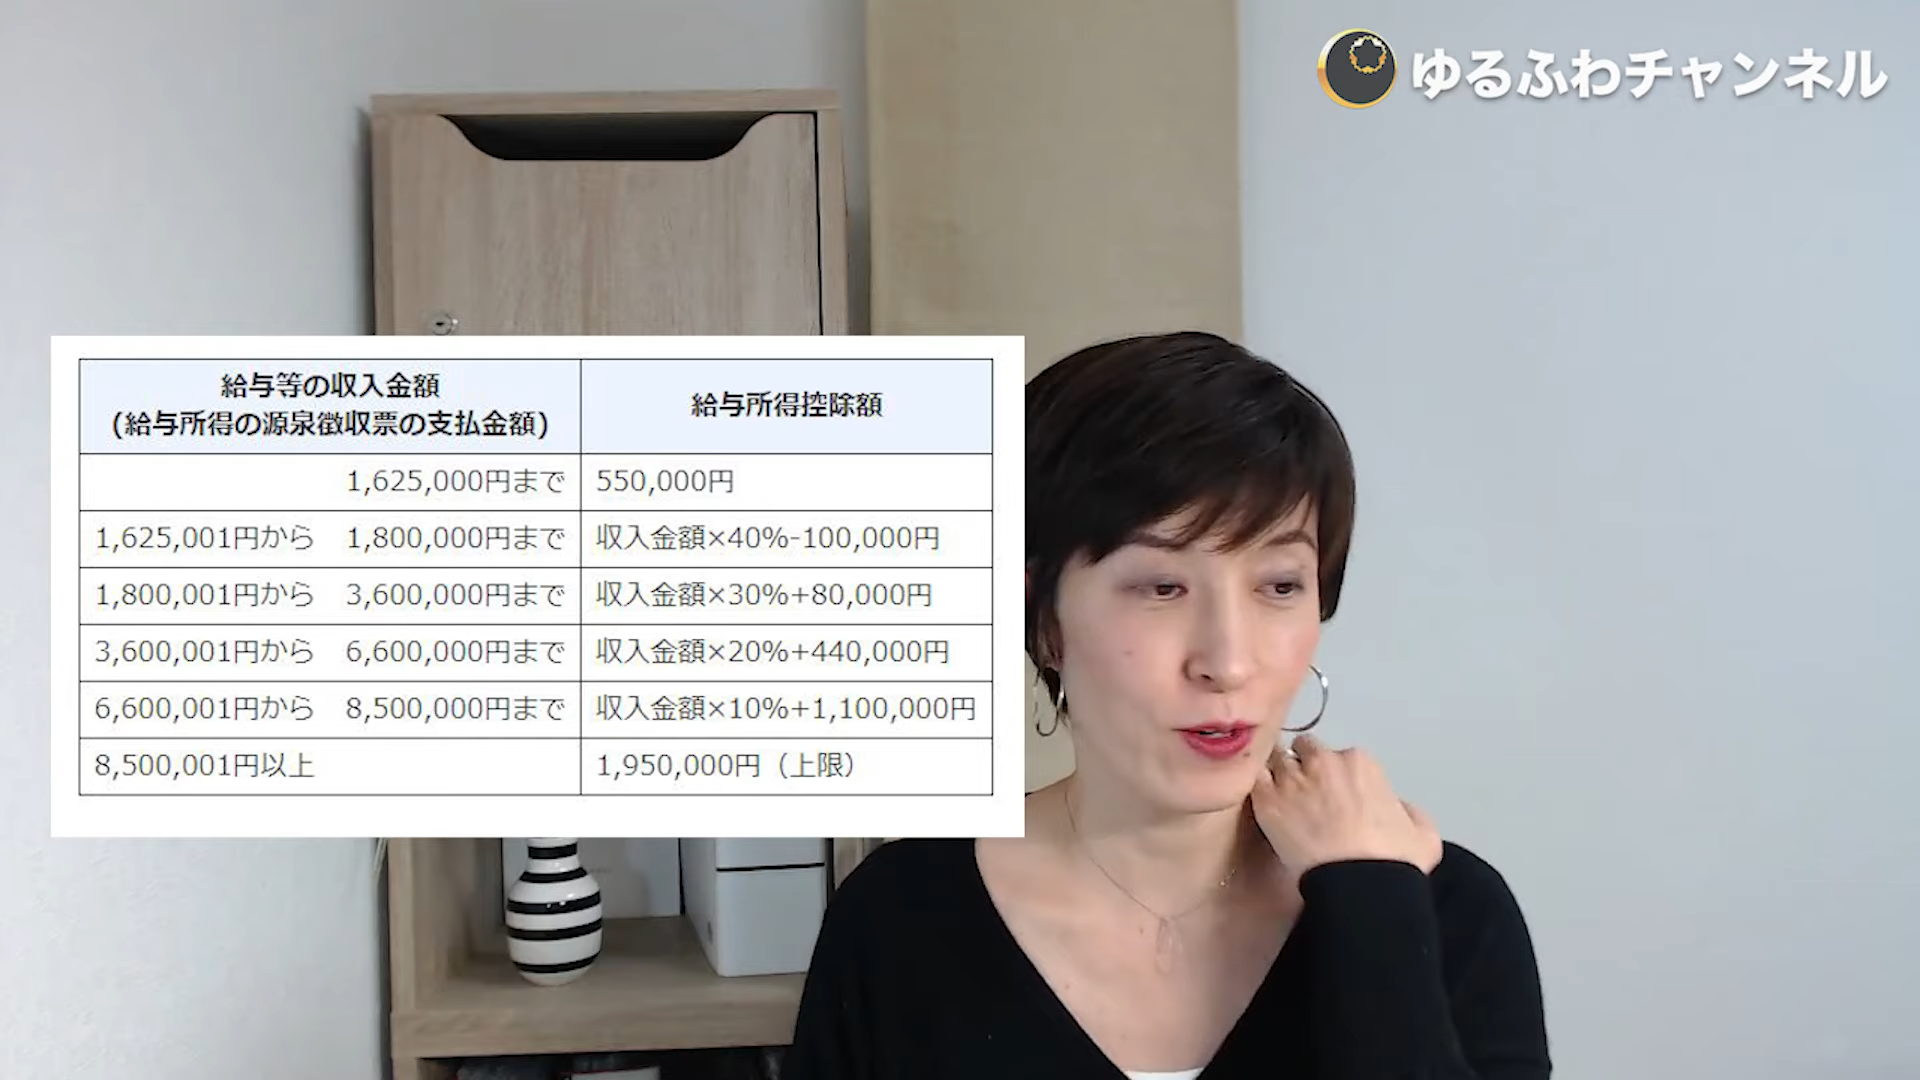 ゆるふわチャンネル
給与等の収入金額
(給与所得の源泉徴収票の支払金額)
給与所得控除額
1,625,000円まで
550,000円
1,625,001円から 1,800,000円まで
収入金額×40%-100,000円
1,800,001円から 3,600,000円まで
収入金額×30%+80,000円
3,600,001円から 6,600,000円まで
収入金額×20%+440,000円
6,600,001円から 8,500,000円まで
収入金額×10%+1,100,000円
8,500,001円以上
1,950,000円（上限）